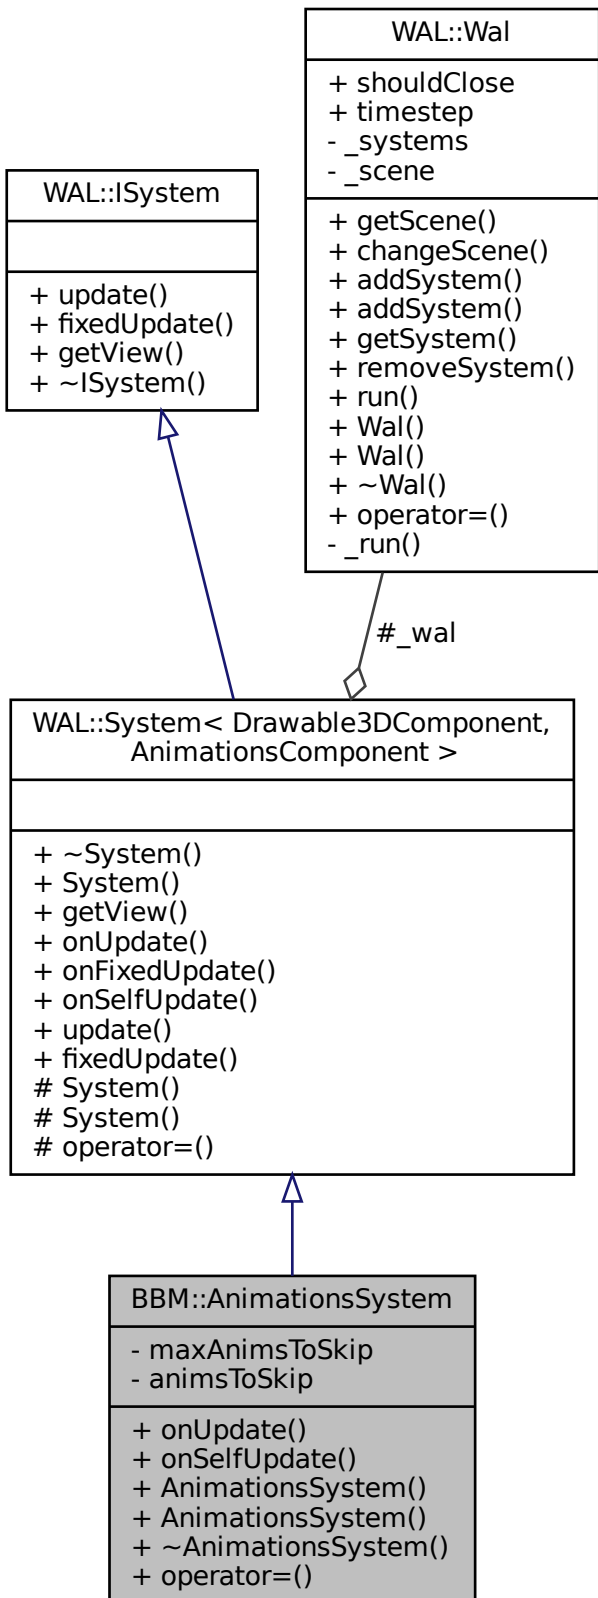 WAL::Wal
+ shouldClose
+ timestep
- _systems
- _scene
+ getScene()
+ changeScene()
+ addSystem()
+ addSystem()
+ getSystem()
+ removeSystem()
+ run()
+ Wal()
+ Wal()
+ ~Wal()
+ operator=()
- _run()
WAL::ISystem
+ update()
+ fixedUpdate()
+ getView()
+ ~ISystem()
#_wal
WAL::System< Drawable3DComponent,
AnimationsComponent >
+ ~System()
+ System()
+ getView()
+ onUpdate()
+ onFixedUpdate()
+ onSelfUpdate()
+ update()
+ fixedUpdate()
# System()
# System()
# operator=()
BBM::AnimationsSystem
- maxAnimsToSkip
- animsToSkip
+ onUpdate()
+ onSelfUpdate()
+ AnimationsSystem()
+ AnimationsSystem()
+ ~AnimationsSystem()
+ operator=()